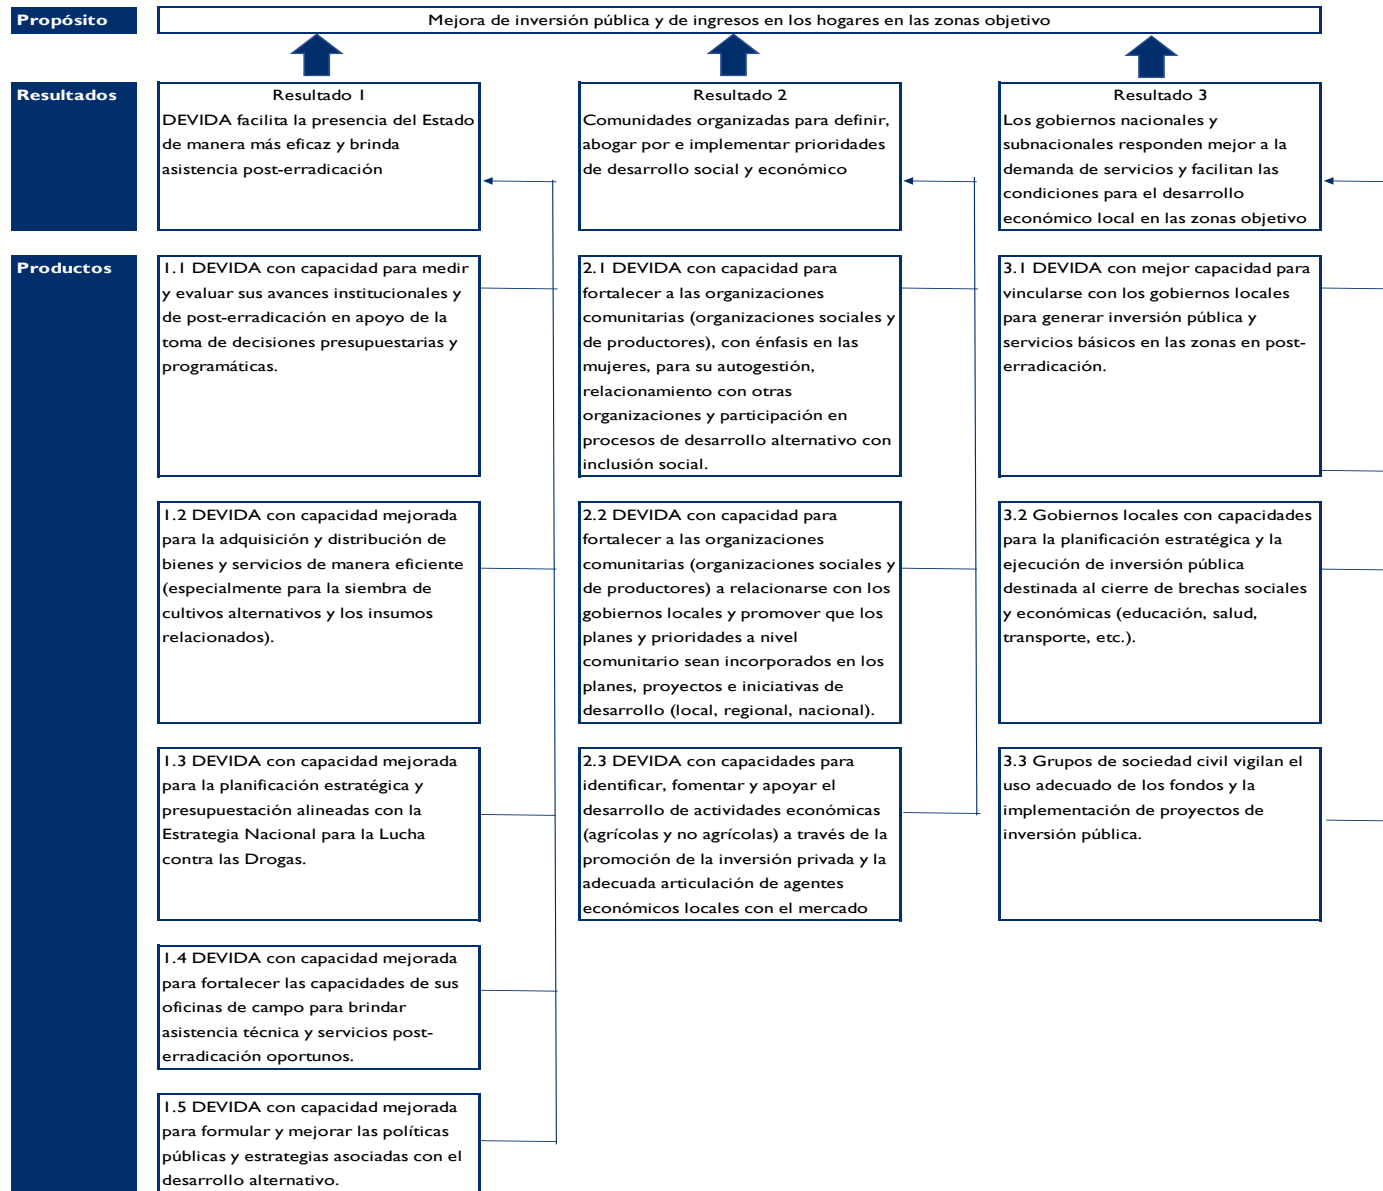 Propósito
Mejora de inversión pública y de ingresos en los hogares en las zonas objetivo
Resultados
Resultado 1
DEVIDA facilita la presencia del Estado
de manera más eficaz y brinda
asistencia post-erradicación
Resultado 2
Comunidades organizadas para definir,
abogar por e implementar prioridades
de desarrollo social y económico
Resultado 3
Los gobiernos nacionales y
subnacionales responden mejor a la
demanda de servicios y facilitan las
condiciones para el desarrollo
económico local en las zonas objetivo
Productos
1.1 DEVIDA con capacidad para medir
y evaluar sus avances institucionales y
de post-erradicación en apoyo de la
toma de decisiones presupuestarias y
programáticas.
2.1 DEVIDA con capacidad para
fortalecer a las organizaciones
comunitarias (organizaciones sociales y
de productores), con énfasis en las
mujeres, para su autogestión,
relacionamiento con otras
organizaciones y participación en
procesos de desarrollo alternativo con
inclusión social.
3.1 DEVIDA con mejor capacidad para
vincularse con los gobiernos locales
para generar inversión pública y
servicios básicos en las zonas en post-
erradicación.
1.2 DEVIDA con capacidad mejorada
para la adquisición y distribución de
bienes y servicios de manera eficiente
(especialmente para la siembra de
cultivos alternativos y los insumos
relacionados).
2.2 DEVIDA con capacidad para
fortalecer a las organizaciones
comunitarias (organizaciones sociales y
de productores) a relacionarse con los
gobiernos locales y promover que los
planes y prioridades a nivel
comunitario sean incorporados en los
planes, proyectos e iniciativas de
desarrollo (local, regional, nacional).
3.2 Gobiernos locales con capacidades
para la planificación estratégica y la
ejecución de inversión pública
destinada al cierre de brechas sociales
y económicas (educación, salud,
transporte, etc.).
1.3 DEVIDA con capacidad mejorada
para la planificación estratégica y
presupuestación alineadas con la
Estrategia Nacional para la Lucha
contra las Drogas.
2.3 DEVIDA con capacidades para
identificar, fomentar y apoyar el
desarrollo de actividades económicas
(agrícolas y no agrícolas) a través de la
promoción de la inversión privada y la
adecuada articulación de agentes
económicos locales con el mercado
3.3 Grupos de sociedad civil vigilan el
uso adecuado de los fondos y la
implementación de proyectos de
inversión pública.
1.4 DEVIDA con capacidad mejorada
para fortalecer las capacidades de sus
oficinas de campo para brindar
asistencia técnica y servicios post-
erradicación oportunos.
1.5 DEVIDA con capacidad mejorada
para formular y mejorar las políticas
públicas y estrategias asociadas con el
desarrollo alternativo.